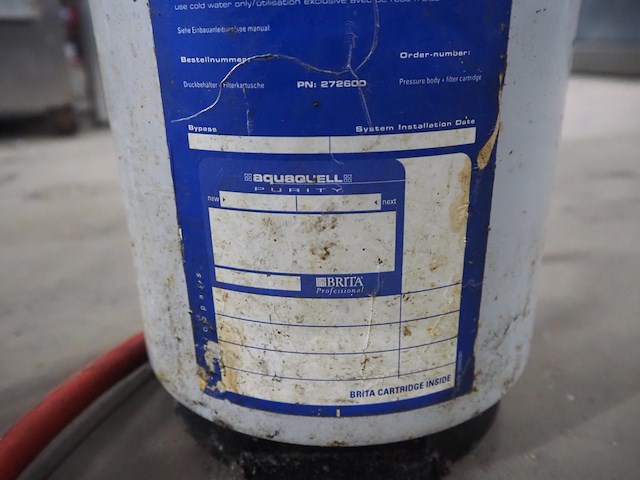 use cold water only/utilisation exclusive avec de l'eau froide
Siehe Einbauanleitung/see manual
Bestellnummer: Order-number:
Druckbehälter + Filterkartusche PN: 272600 Pressure body + filter cartridge
Bypass System Installation Date
aquaquell
PURITY
now next
BRITA
Professional
BRITA CARTRIDGE INSIDE